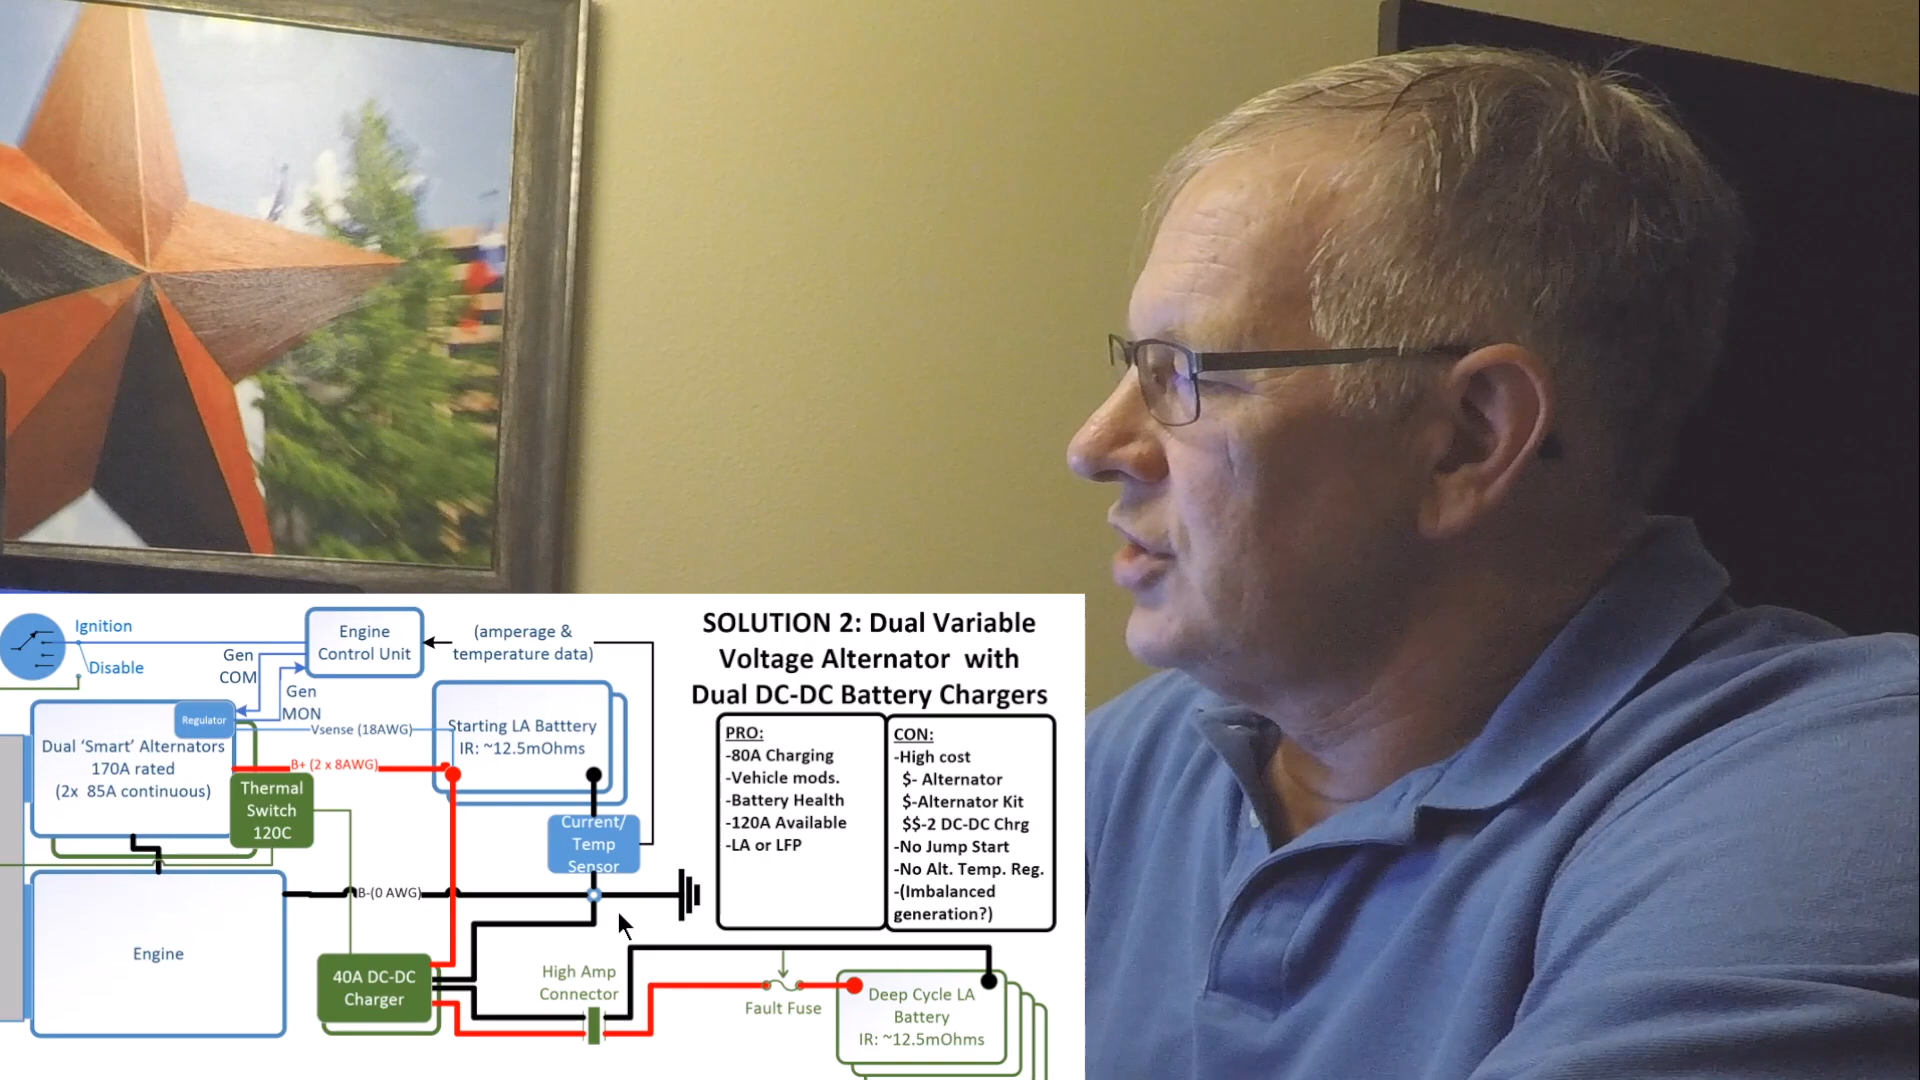 Ignition
Disable
Engine
Control Unit
(amperage &
temperature data)
Gen
COM
Gen
MON
Regulator
Vsense (18AWG)
Dual ‘Smart’ Alternators
170A rated
(2x  85A continuous)
B+ (2 x 8AWG)
Starting LA Batttery
IR: ~12.5mOhms
Thermal
Switch
120C
Current/
Temp
Sensor
B-(0 AWG)
Engine
40A DC-DC
Charger
High Amp
Connector
Fault Fuse
Deep Cycle LA
Battery
IR: ~12.5mOhms
SOLUTION 2: Dual Variable
Voltage Alternator  with
Dual DC-DC Battery Chargers
PRO:
-80A Charging
-Vehicle mods.
-Battery Health
-120A Available
-LA or LFP
CON:
-High cost
$- Alternator
$-Alternator Kit
$$-2 DC-DC Chrg
-No Jump Start
-No Alt. Temp. Reg.
-(Imbalanced
generation?)